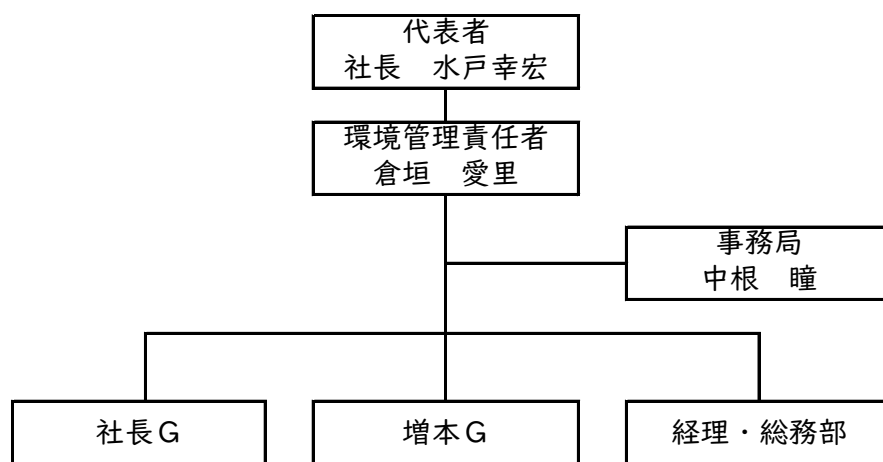 代表者
社長　水戸幸宏
環境管理責任者
倉垣　愛里
事務局
中根　瞳
社長Ｇ
増本Ｇ
経理・総務部